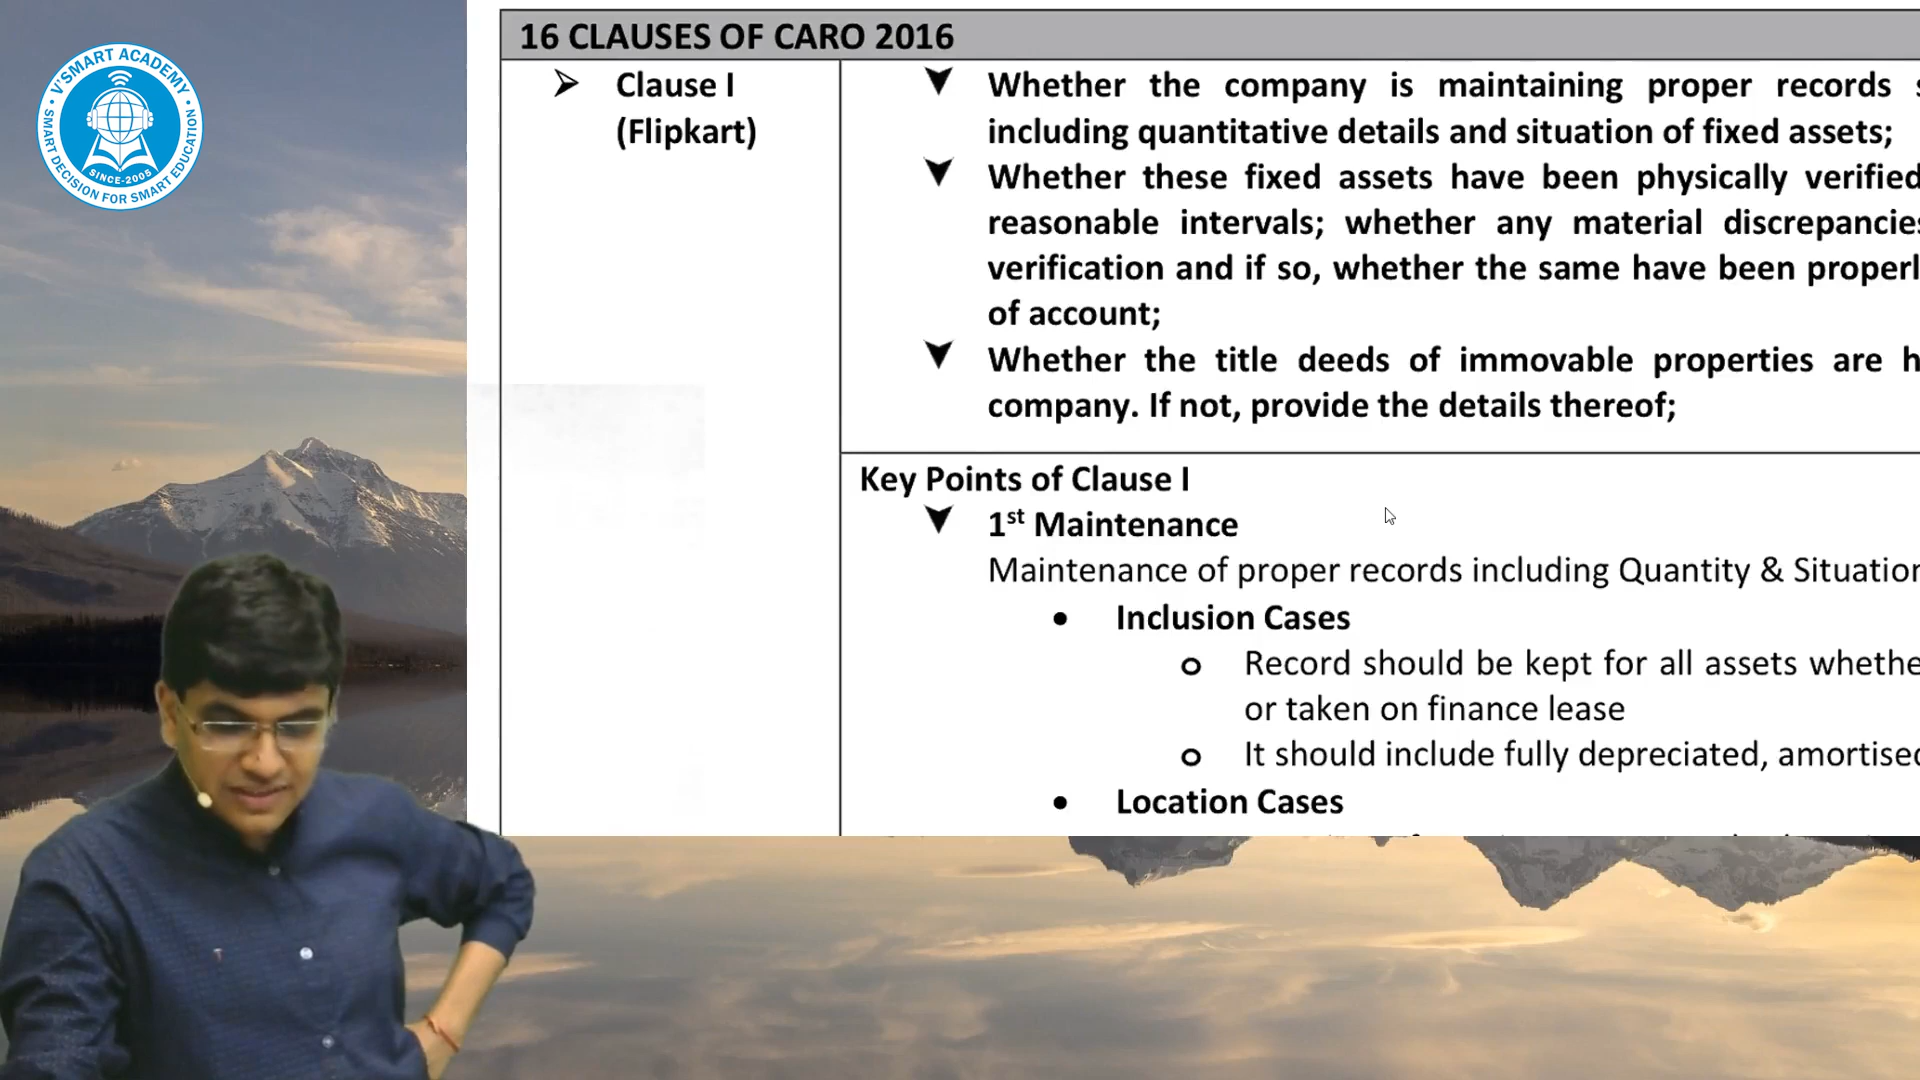 V'SMART ACADEMY
SMART DECISION FOR SMART EDUCATION
SINCE-2005
16 CLAUSES OF CARO 2016
Clause I
(Flipkart)
Whether the company is maintaining proper records
including quantitative details and situation of fixed assets;
Whether these fixed assets have been physically verified
reasonable intervals; whether any material
verification and if so, whether the same have been
of account;
Whether the title deeds of immovable properties are
company. If not, provide the details thereof;
Key Points of Clause I
1st Maintenance
Maintenance of proper records including Quantity &
Inclusion Cases
Record should be kept for all assets
or taken on finance lease
It should include fully depreciated,
Location Cases